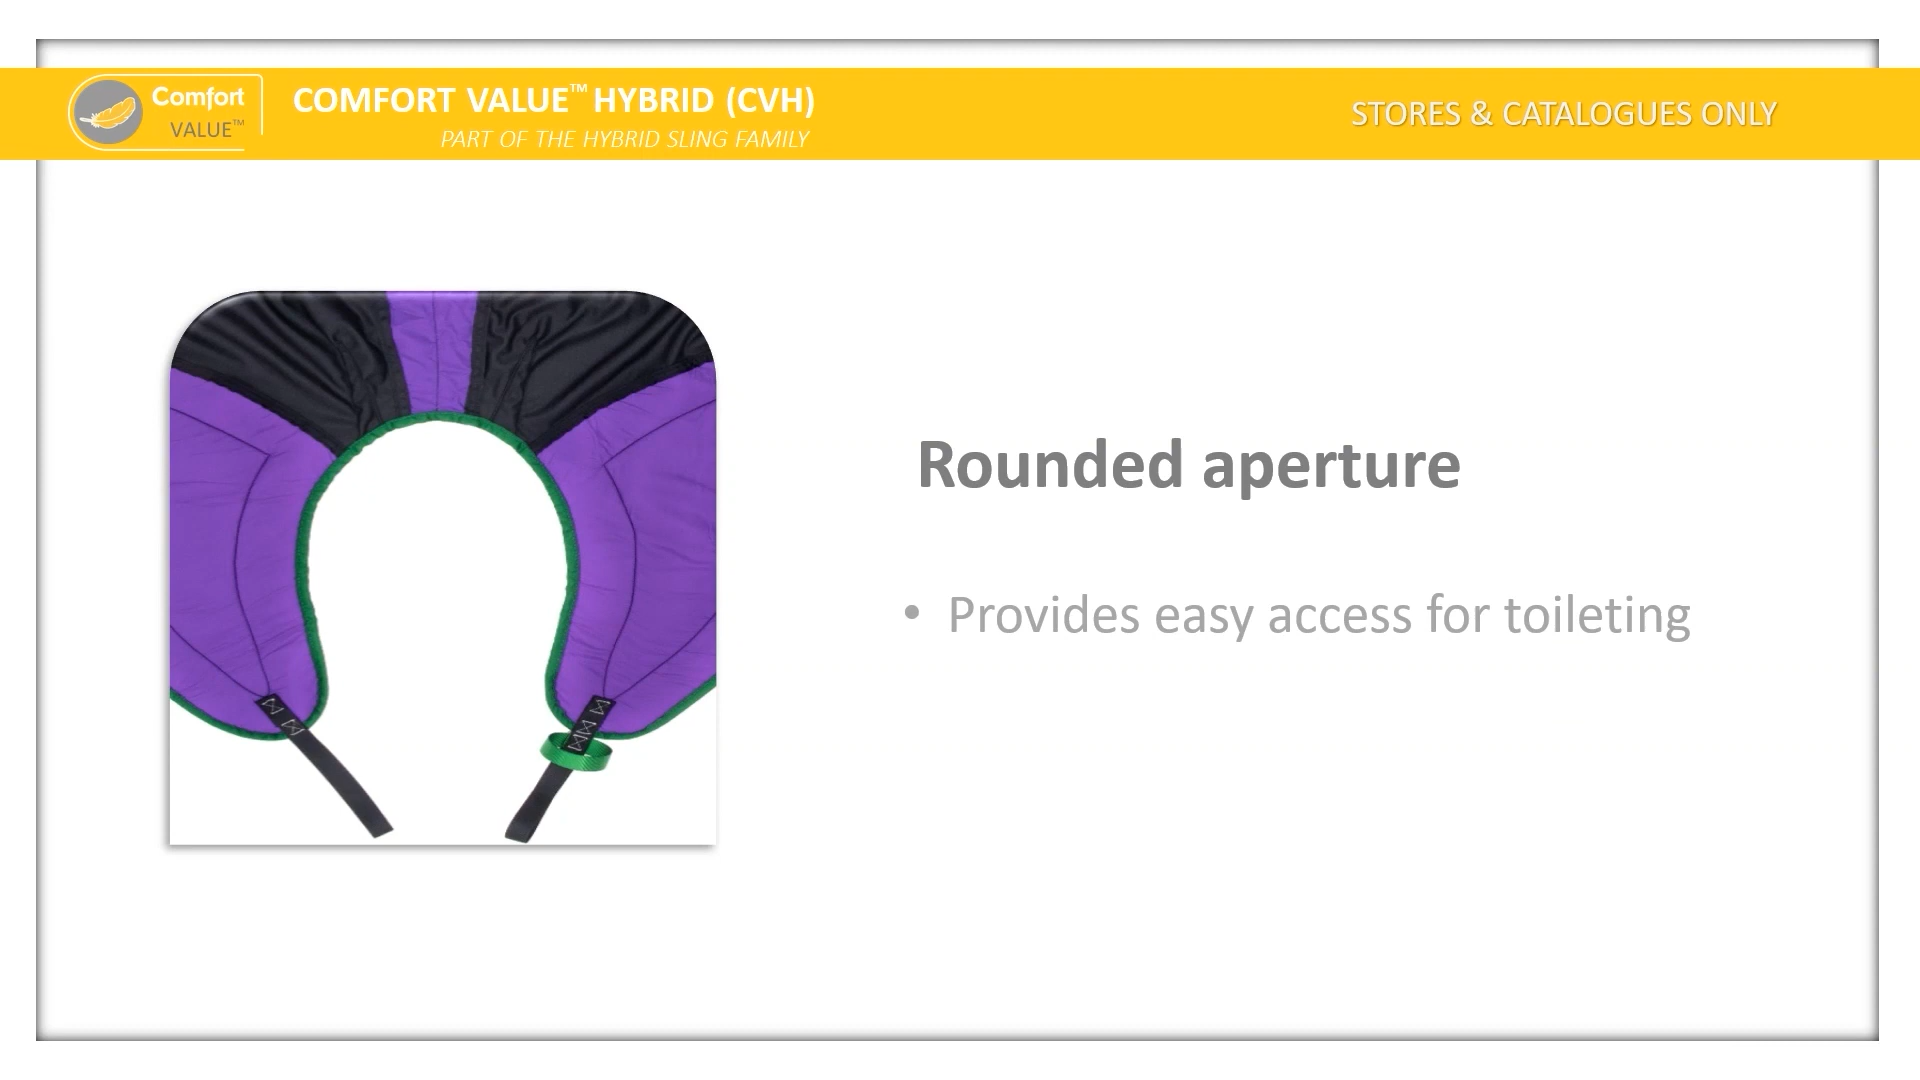 Comfort
VALUE™
COMFORT VALUE™ HYBRID (CVH)
PART OF THE HYBRID SLING FAMILY
STORES & CATALOGUES ONLY
Rounded aperture
• Provides easy access for toileting